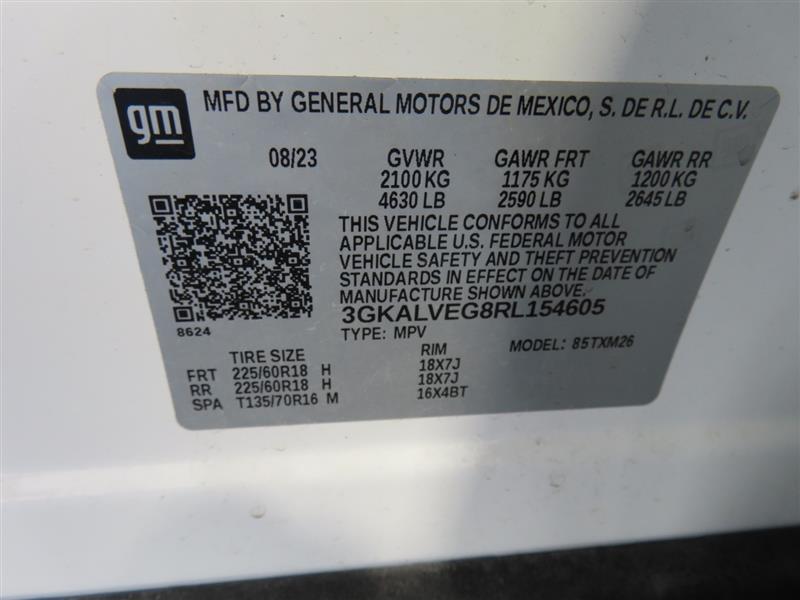 gm
MFD BY GENERAL MOTORS DE MEXICO, S. DE R.L. DE C.V.
08/23 GVWR GAWR FRT GAWR RR
2100 KG 1175 KG 1200 KG
4630 LB 2590 LB 2645 LB
THIS VEHICLE CONFORMS TO ALL
APPLICABLE U.S. FEDERAL MOTOR
VEHICLE SAFETY AND THEFT PREVENTION
STANDARDS IN EFFECT ON THE DATE OF
MANUFACTURE SHOWN ABOVE.
3GKALVEG8RL154605
8624
TYPE: MPV MODEL: 85TXM26
TIRE SIZE RIM
FRT 225/60R18 H 18X7J
RR 225/60R18 H 18X7J
SPA T135/70R16 M 16X4BT